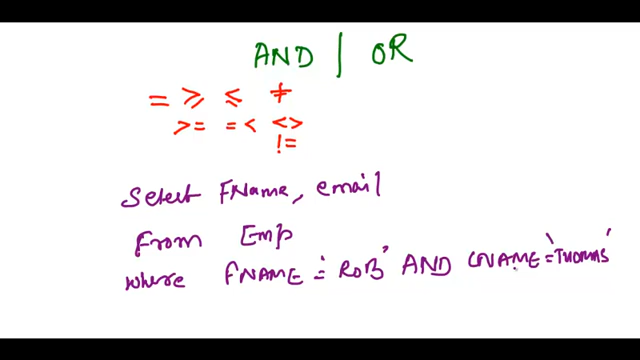 AND | OR
= ≥ ≤ ≠
>= =< <>
!=
Select FName, email
From Emp
where FNAME = 'ROB' AND LNAME = 'THOMAS'